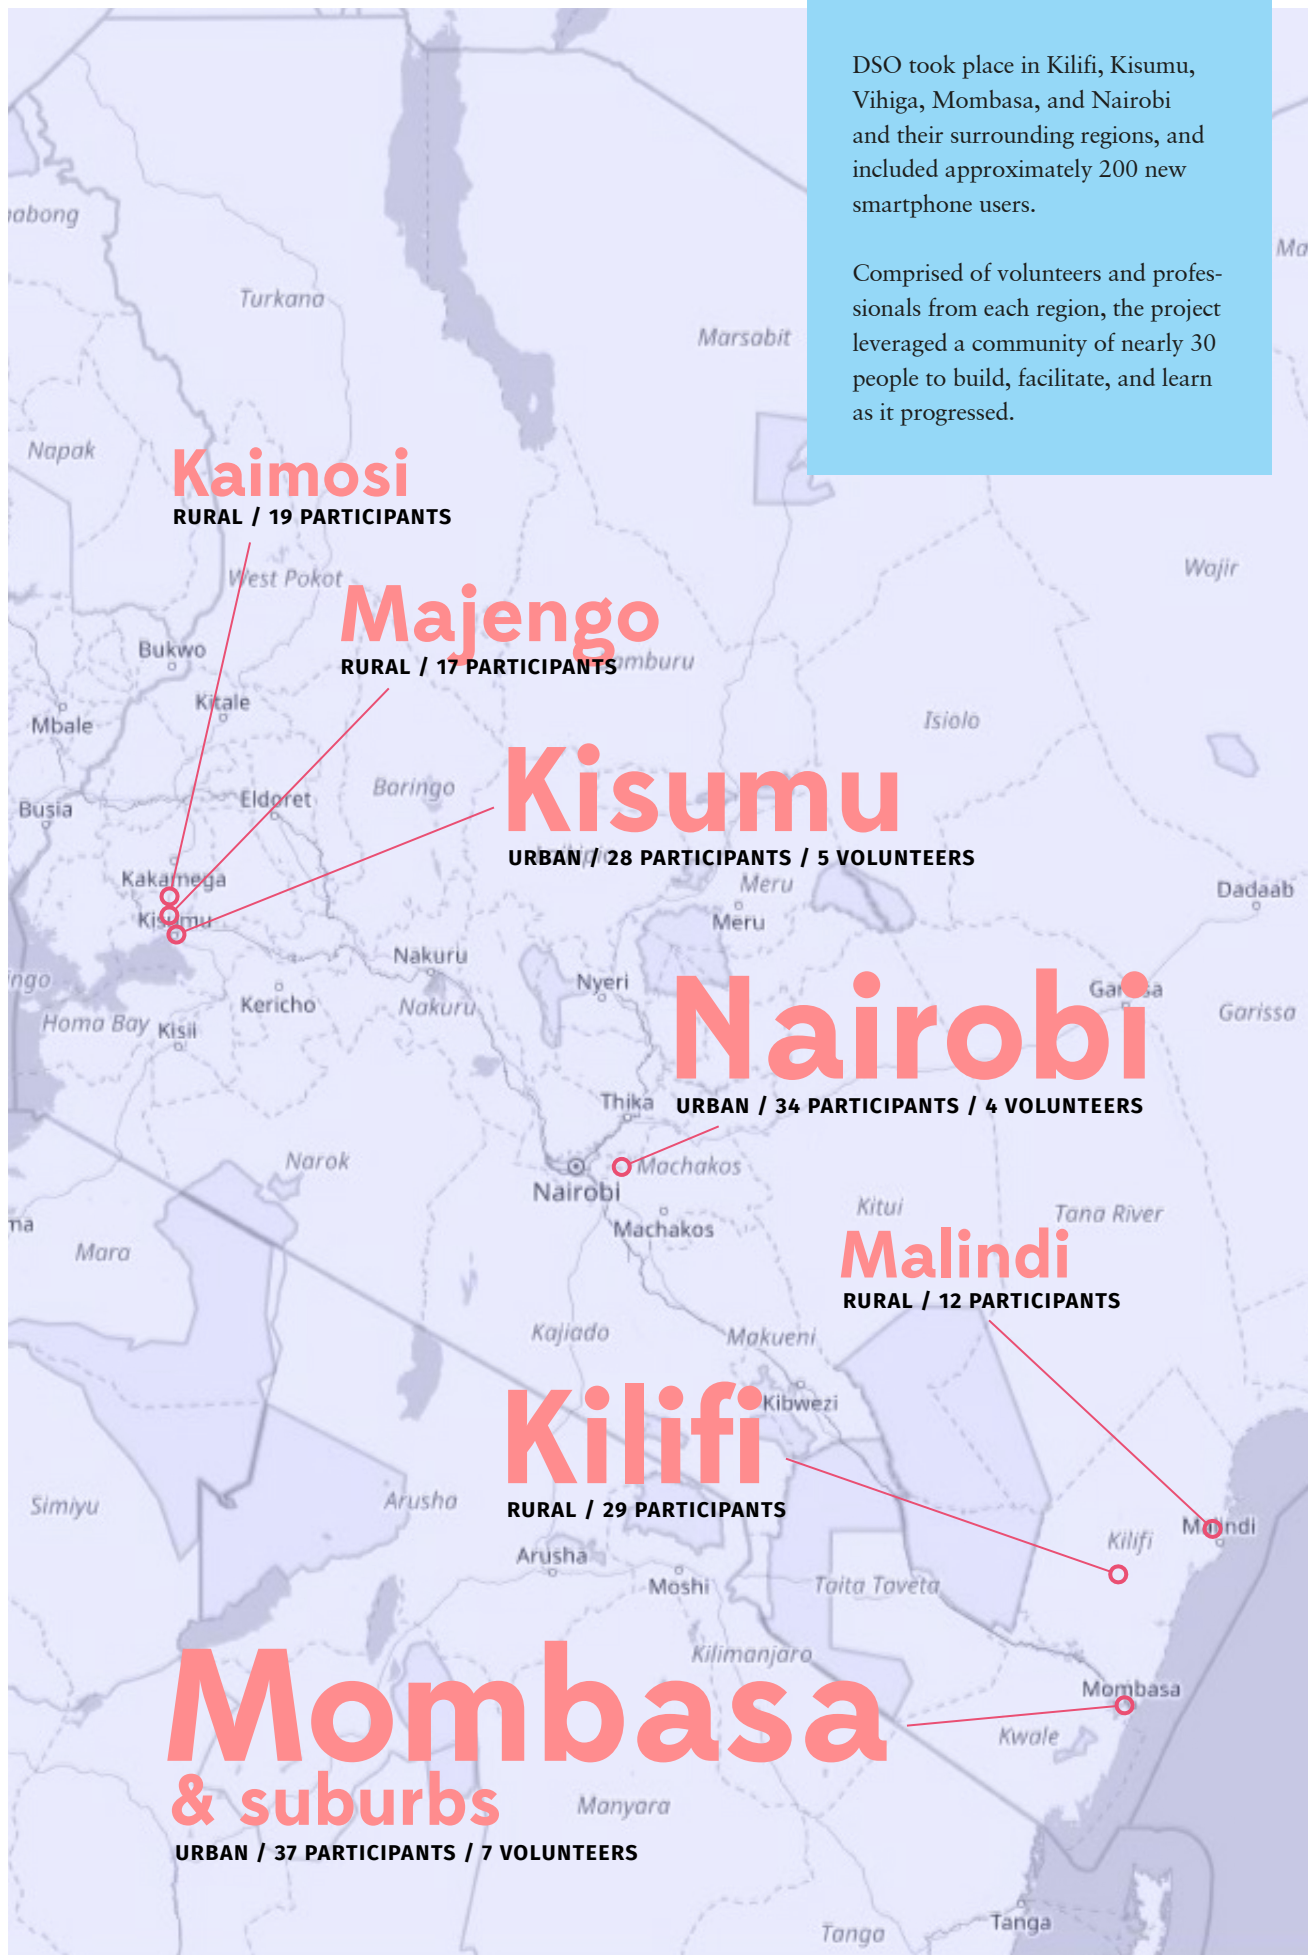 DSO took place in Kilifi, Kisumu,
Vihiga, Mombasa, and Nairobi
and their surrounding regions, and
included approximately 200 new
smartphone users.
Comprised of volunteers and profes-
sionals from each region, the project
leveraged a community of nearly 30
people to build, facilitate, and learn
as it progressed.
Turkana
Marsabit
Napak
Kaimosi
RURAL / 19 PARTICIPANTS
Wajir
West Pokot
Majengo
RURAL / 17 PARTICIPANTS
Bukwo
Kitale
Mbale
Isiolo
Kisumu
URBAN / 28 PARTICIPANTS / 5 VOLUNTEERS
Baringo
Eldoret
Busia
Kakamega
Kisumu
Meru
Meru
Dadaab
Nakuru
Nakuru
Nyeri
Kericho
Homa Bay
Kisii
Garissa
Garissa
Nairobi
URBAN / 34 PARTICIPANTS / 4 VOLUNTEERS
Thika
Narok
Machakos
Nairobi
Machakos
Kitui
Tana River
Mara
Malindi
RURAL / 12 PARTICIPANTS
Kajiado
Makueni
Kibwezi
Kilifi
RURAL / 29 PARTICIPANTS
Simiyu
Arusha
Arusha
Moshi
Kilifi
Malindi
Taita Taveta
Kilimanjaro
Mombasa
Kwale
Mombasa
& suburbs
URBAN / 37 PARTICIPANTS / 7 VOLUNTEERS
Manyara
Tanga
Tanga